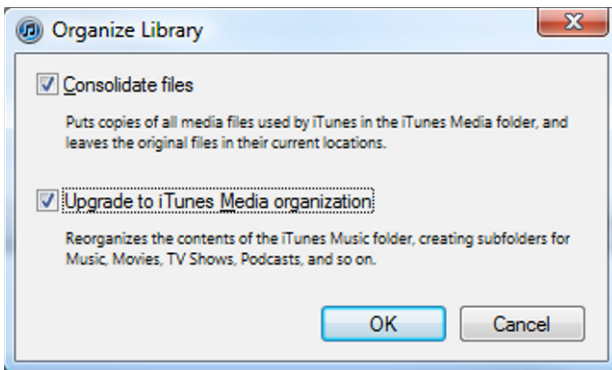 Organize Library
Consolidate files
Puts copies of all media files used by iTunes in the iTunes Media folder, and
leaves the original files in their current locations.
Upgrade to iTunes Media organization
Reorganizes the contents of the iTunes Music folder, creating subfolders for
Music, Movies, TV Shows, Podcasts, and so on.
OK Cancel